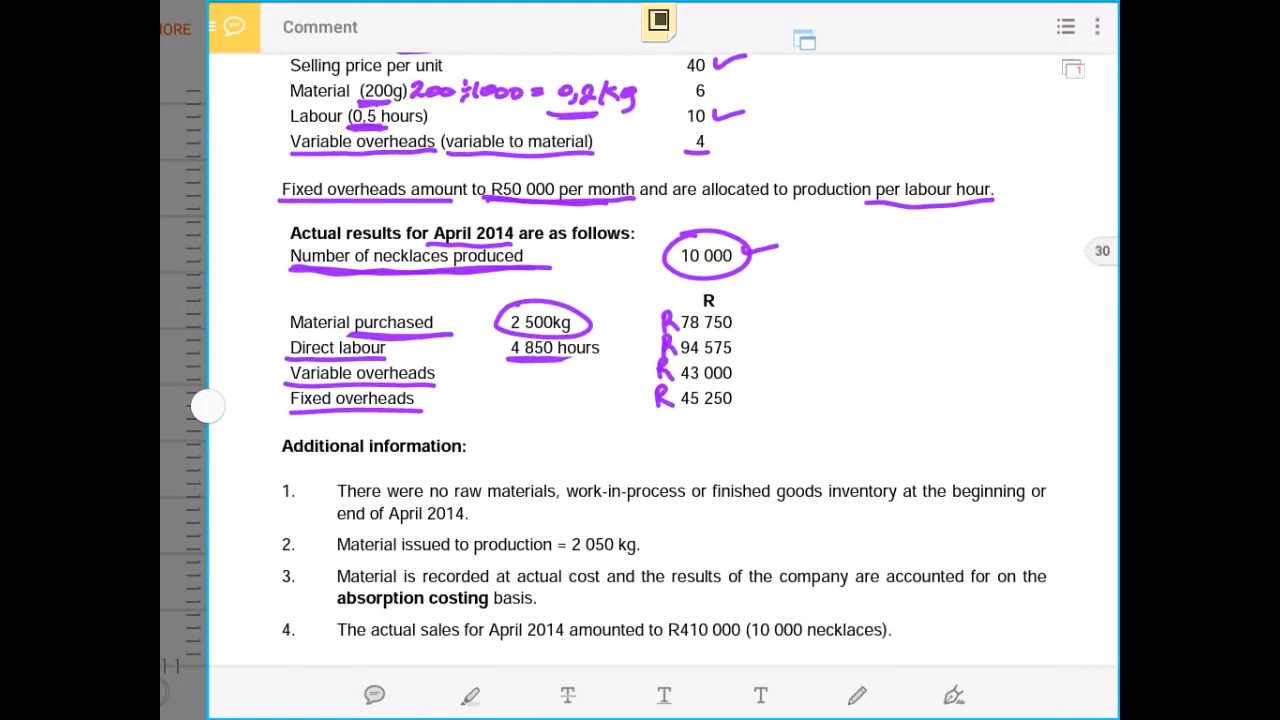 MORE
Comment
1
Selling price per unit 40
Material (200g) 200÷1000 = 0,2kg 6
Labour (0,5 hours) 10
Variable overheads (variable to material) 4
Fixed overheads amount to R50 000 per month and are allocated to production per labour hour.
Actual results for April 2014 are as follows:
Number of necklaces produced 10 000
30
R
Material purchased 2 500kg R 78 750
Direct labour 4 850 hours R 94 575
Variable overheads R 43 000
Fixed overheads R 45 250
Additional information:
1. There were no raw materials, work-in-process or finished goods inventory at the beginning or
end of April 2014.
2. Material issued to production = 2 050 kg.
3. Material is recorded at actual cost and the results of the company are accounted for on the
absorption costing basis.
4. The actual sales for April 2014 amounted to R410 000 (10 000 necklaces).
T T T